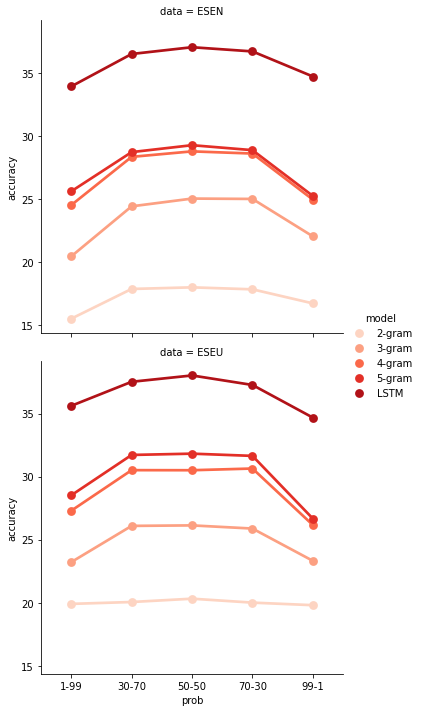 data = ESEN
35
30
25
20
15
accuracy
model
2-gram
3-gram
4-gram
5-gram
LSTM
data = ESEU
35
30
25
20
15
accuracy
1-99 30-70 50-50 70-30 99-1
prob